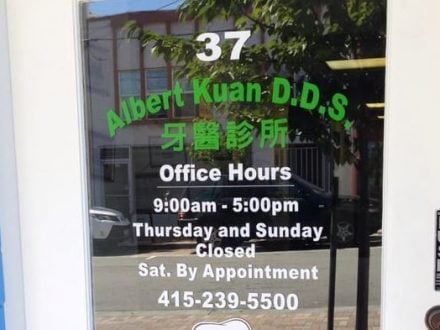 37
Albert Kuan D.D.S.
牙醫診所
Office Hours
9:00am - 5:00pm
Thursday and Sunday
Closed
Sat. By Appointment
415-239-5500